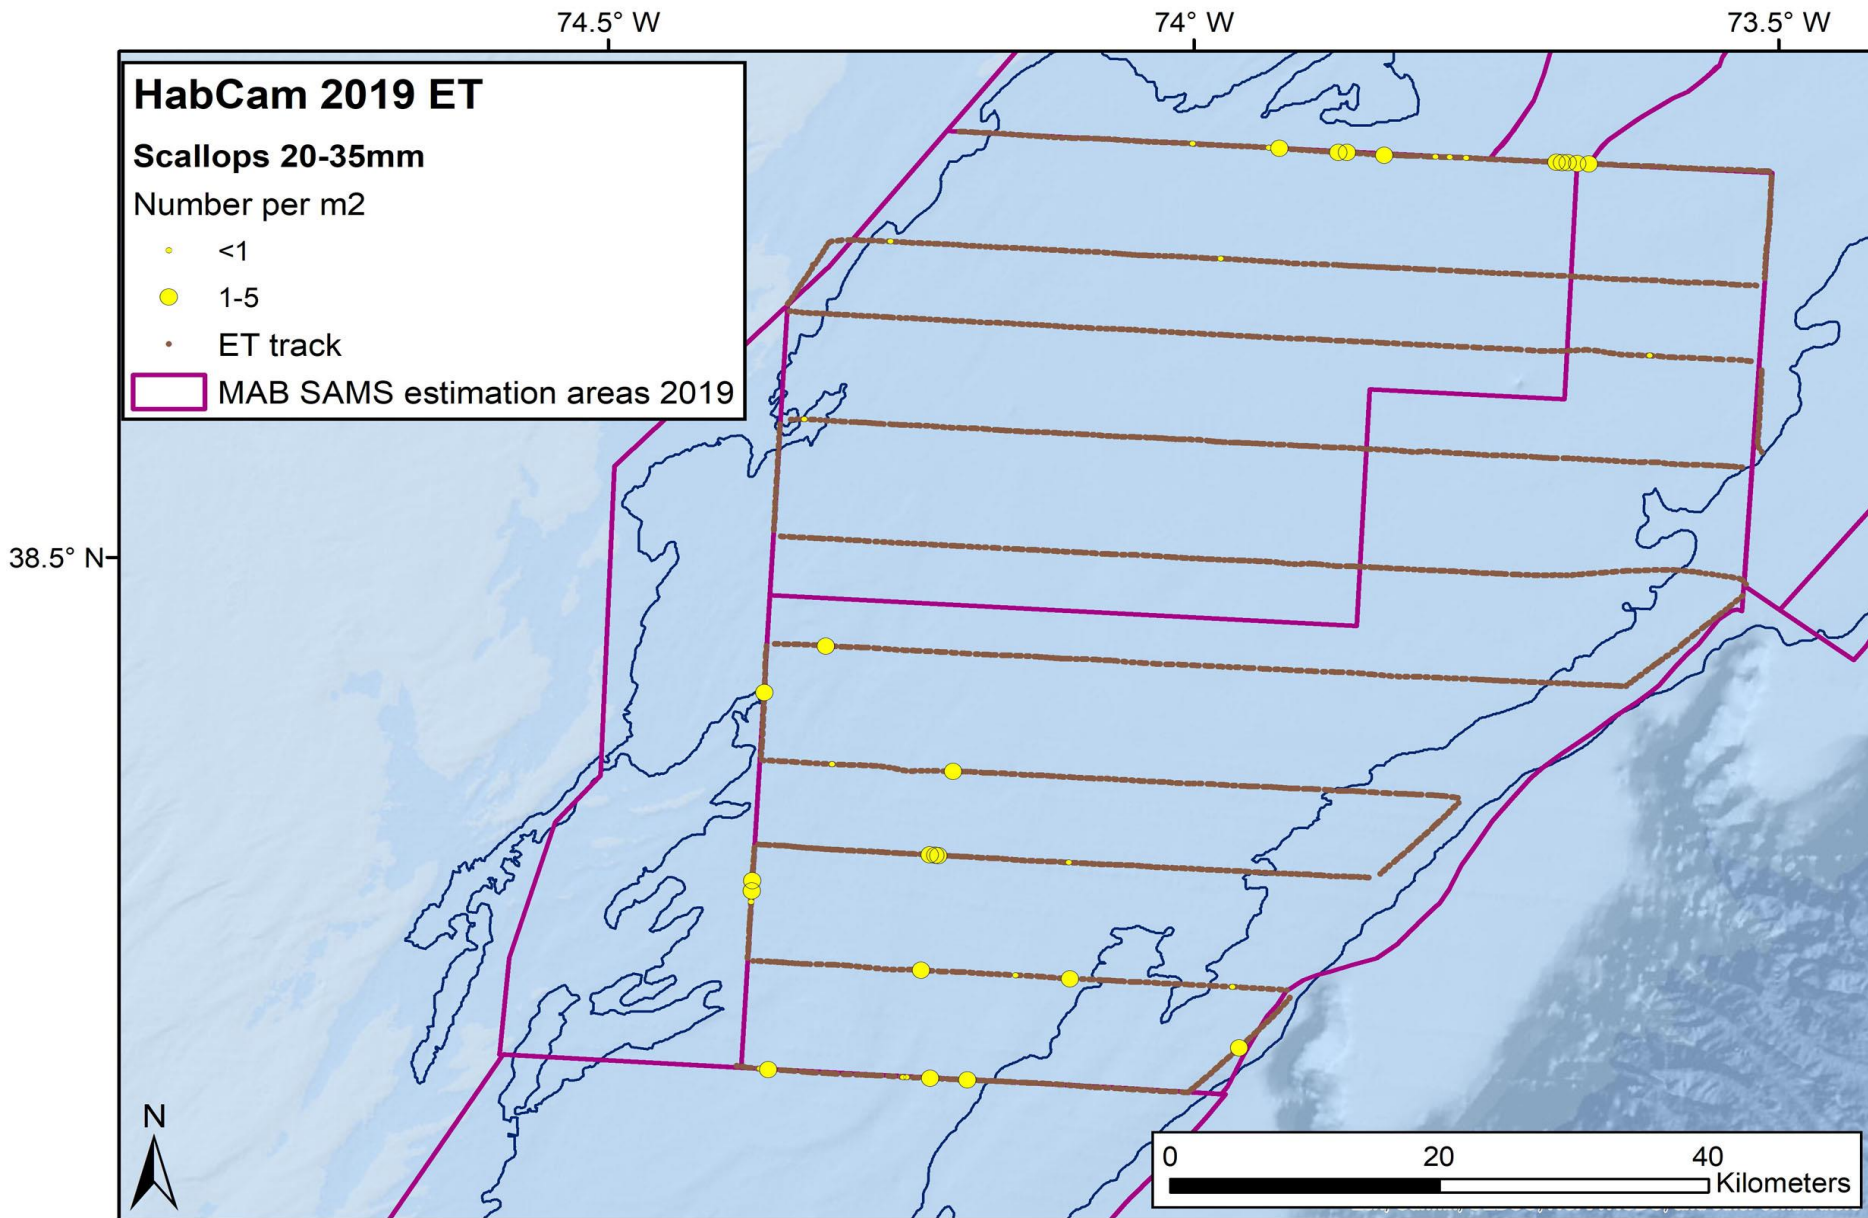 74.5° W
74° W
73.5° W
HabCam 2019 ET
Scallops 20-35mm
Number per m2
<1
1-5
ET track
MAB SAMS estimation areas 2019
38.5° N
N
0 20 40
Kilometers